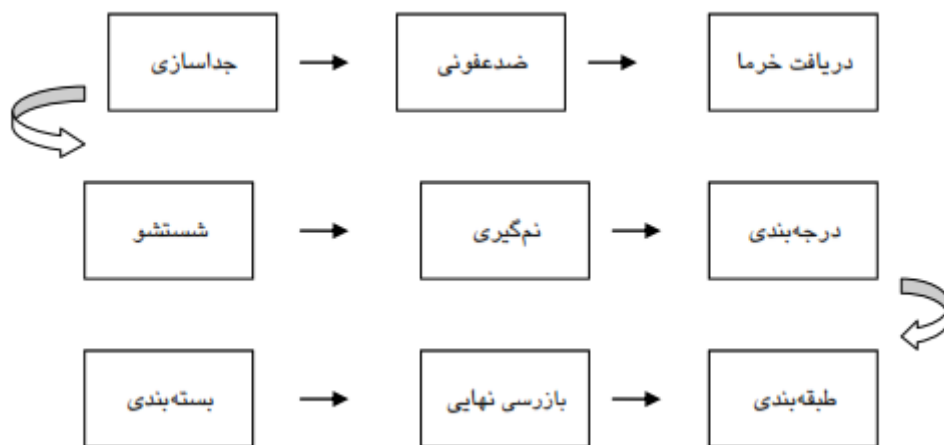 دریافت خرما
ضدعفونی
جداسازی
شستشو
نم‌گیری
درجه‌بندی
طبقه‌بندی
بازرسی نهایی
بسته‌بندی